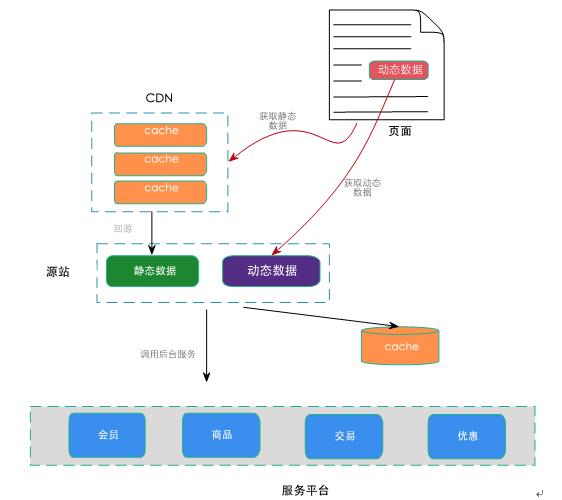 动态数据
页面
CDN
cache
cache
cache
获取静态
数据
获取动态
数据
回源
源站
静态数据
动态数据
cache
调用后台服务
会员
商品
交易
优惠
服务平台